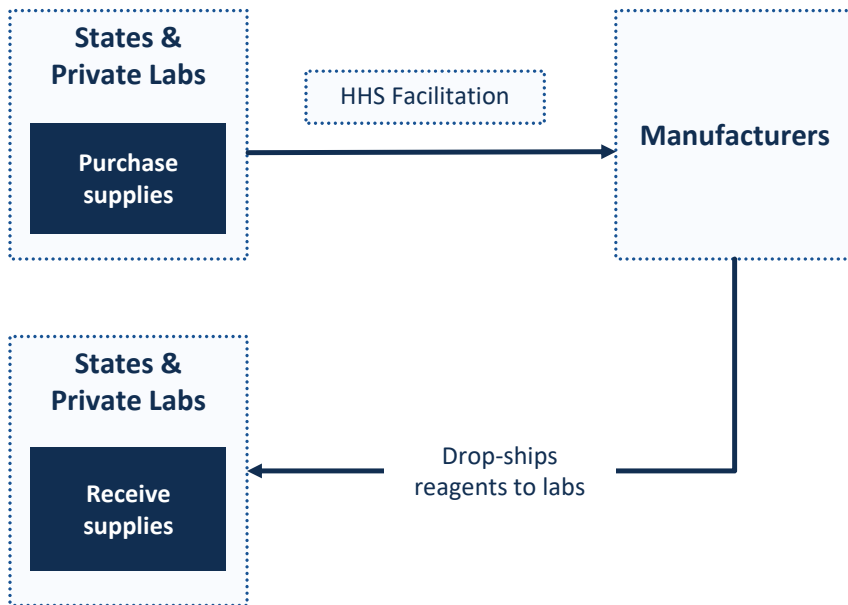 States &
Private Labs
Purchase
supplies
HHS Facilitation
Manufacturers
States &
Private Labs
Receive
supplies
Drop-ships
reagents to labs